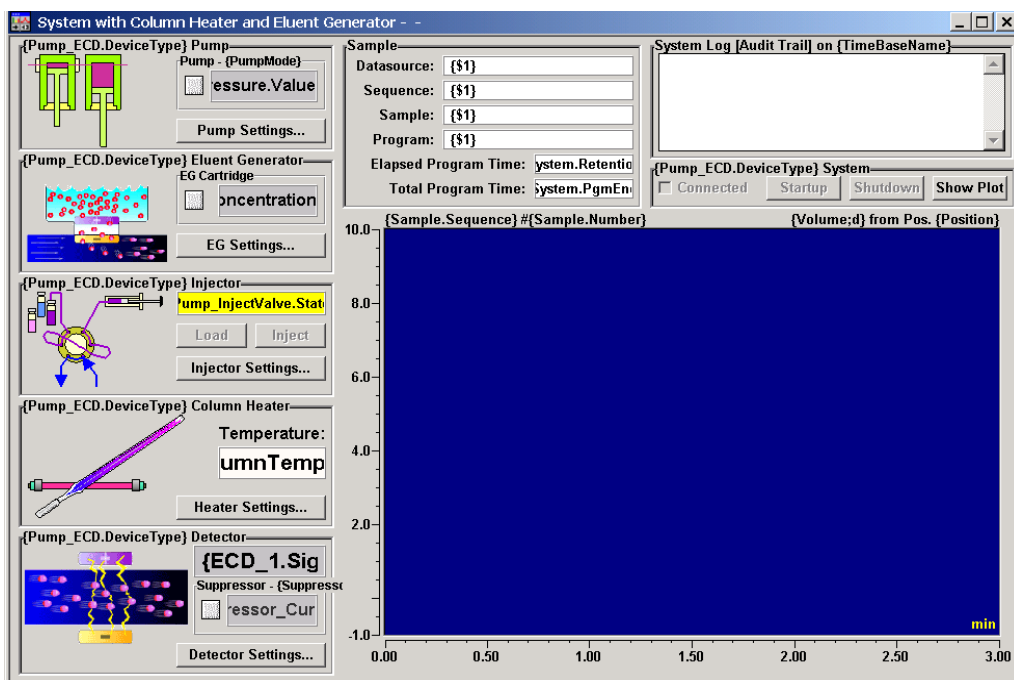 System with Column Heater and Eluent Generator - -
{Pump_ECD.DeviceType} Pump
Pump - {PumpMode}
essure.Value
Pump Settings...
{Pump_ECD.DeviceType} Eluent Generator
EG Cartridge
oncentration
EG Settings...
{Pump_ECD.DeviceType} Injector
Pump_InjectValve.State
Load Inject
Injector Settings...
{Pump_ECD.DeviceType} Column Heater
Temperature:
umnTemp
Heater Settings...
{Pump_ECD.DeviceType} Detector
{ECD_1.Sig
Suppressor - {Suppresso
ressor_Cur
Detector Settings...
Sample
Datasource: {$1}
Sequence: {$1}
Sample: {$1}
Program: {$1}
Elapsed Program Time: ystem.Retentio
Total Program Time: System.PgmEn
System Log [Audit Trail] on {TimeBaseName}
{Pump_ECD.DeviceType} System
Connected Startup Shutdown Show Plot
{Sample.Sequence} #{Sample.Number} {Volume;d} from Pos. {Position}
10.0
8.0
6.0
4.0
2.0
-1.0
min
0.00 0.50 1.00 1.50 2.00 2.50 3.00